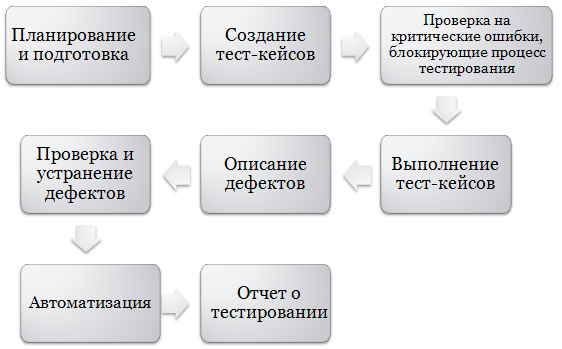 Планирование
и подготовка
Создание
тест-кейсов
Проверка на
критические ошибки,
блокирующие процесс
тестирования
Выполнение
тест-кейсов
Описание
дефектов
Проверка и
устранение
дефектов
Автоматизация
Отчет о
тестировании